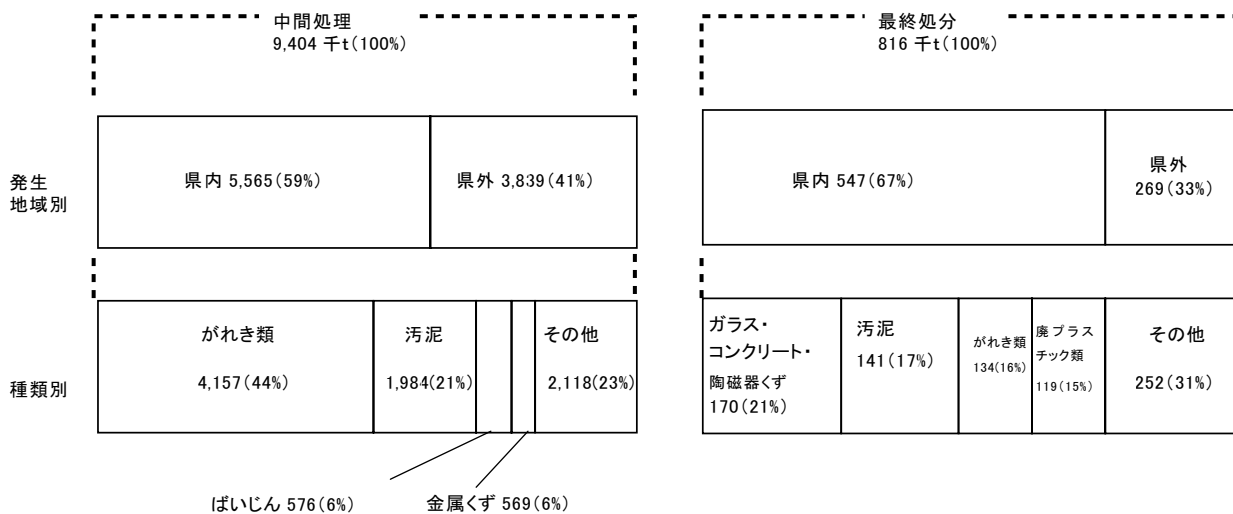 中間処理
9,404 千t(100%)
最終処分
816 千t(100%)
発生
地域別
県内 5,565(59%)
県外 3,839(41%)
県内 547(67%)
県外
269(33%)
種類別
がれき類
4,157(44%)
汚泥
1,984(21%)
その他
2,118(23%)
ばいじん 576(6%)
金属くず 569(6%)
ガラス・
コンクリート・
陶磁器くず
170(21%)
汚泥
141(17%)
がれき類
134(16%)
廃プラス
チック類
119(15%)
その他
252(31%)